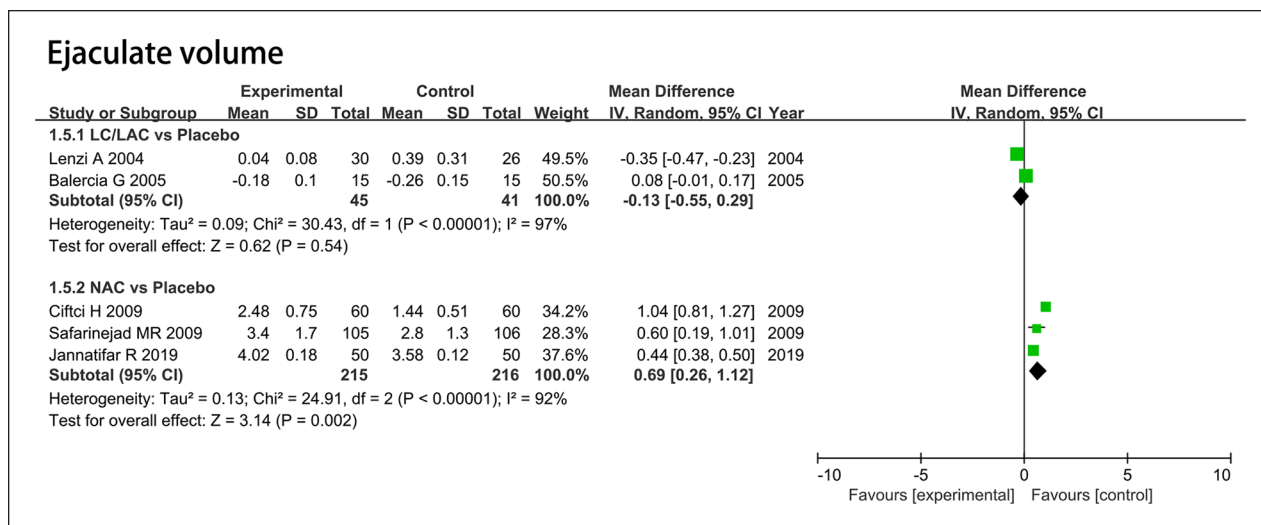 Ejaculate volume
Experimental Control Mean Difference Mean Difference
Study or Subgroup Mean SD Total Mean SD Total Weight IV, Random, 95% CI Year IV, Random, 95% CI
1.5.1 LC/LAC vs Placebo
Lenzi A 2004 0.04 0.08 30 0.39 0.31 26 49.5% -0.35 [-0.47, -0.23] 2004
Balercia G 2005 -0.18 0.1 15 -0.26 0.15 15 50.5% 0.08 [-0.01, 0.17] 2005
Subtotal (95% CI) 45 41 100.0% -0.13 [-0.55, 0.29]
Heterogeneity: Tau² = 0.09; Chi² = 30.43, df = 1 (P < 0.00001); I² = 97%
Test for overall effect: Z = 0.62 (P = 0.54)
1.5.2 NAC vs Placebo
Ciftci H 2009 2.48 0.75 60 1.44 0.51 60 34.2% 1.04 [0.81, 1.27] 2009
Safarinejad MR 2009 3.4 1.7 105 2.8 1.3 106 28.3% 0.60 [0.19, 1.01] 2009
Jannatifar R 2019 4.02 0.18 50 3.58 0.12 50 37.6% 0.44 [0.38, 0.50] 2019
Subtotal (95% CI) 215 216 100.0% 0.69 [0.26, 1.12]
Heterogeneity: Tau² = 0.13; Chi² = 24.91, df = 2 (P < 0.00001); I² = 92%
Test for overall effect: Z = 3.14 (P = 0.002)
-10 -5 0 5 10
Favours [experimental] Favours [control]